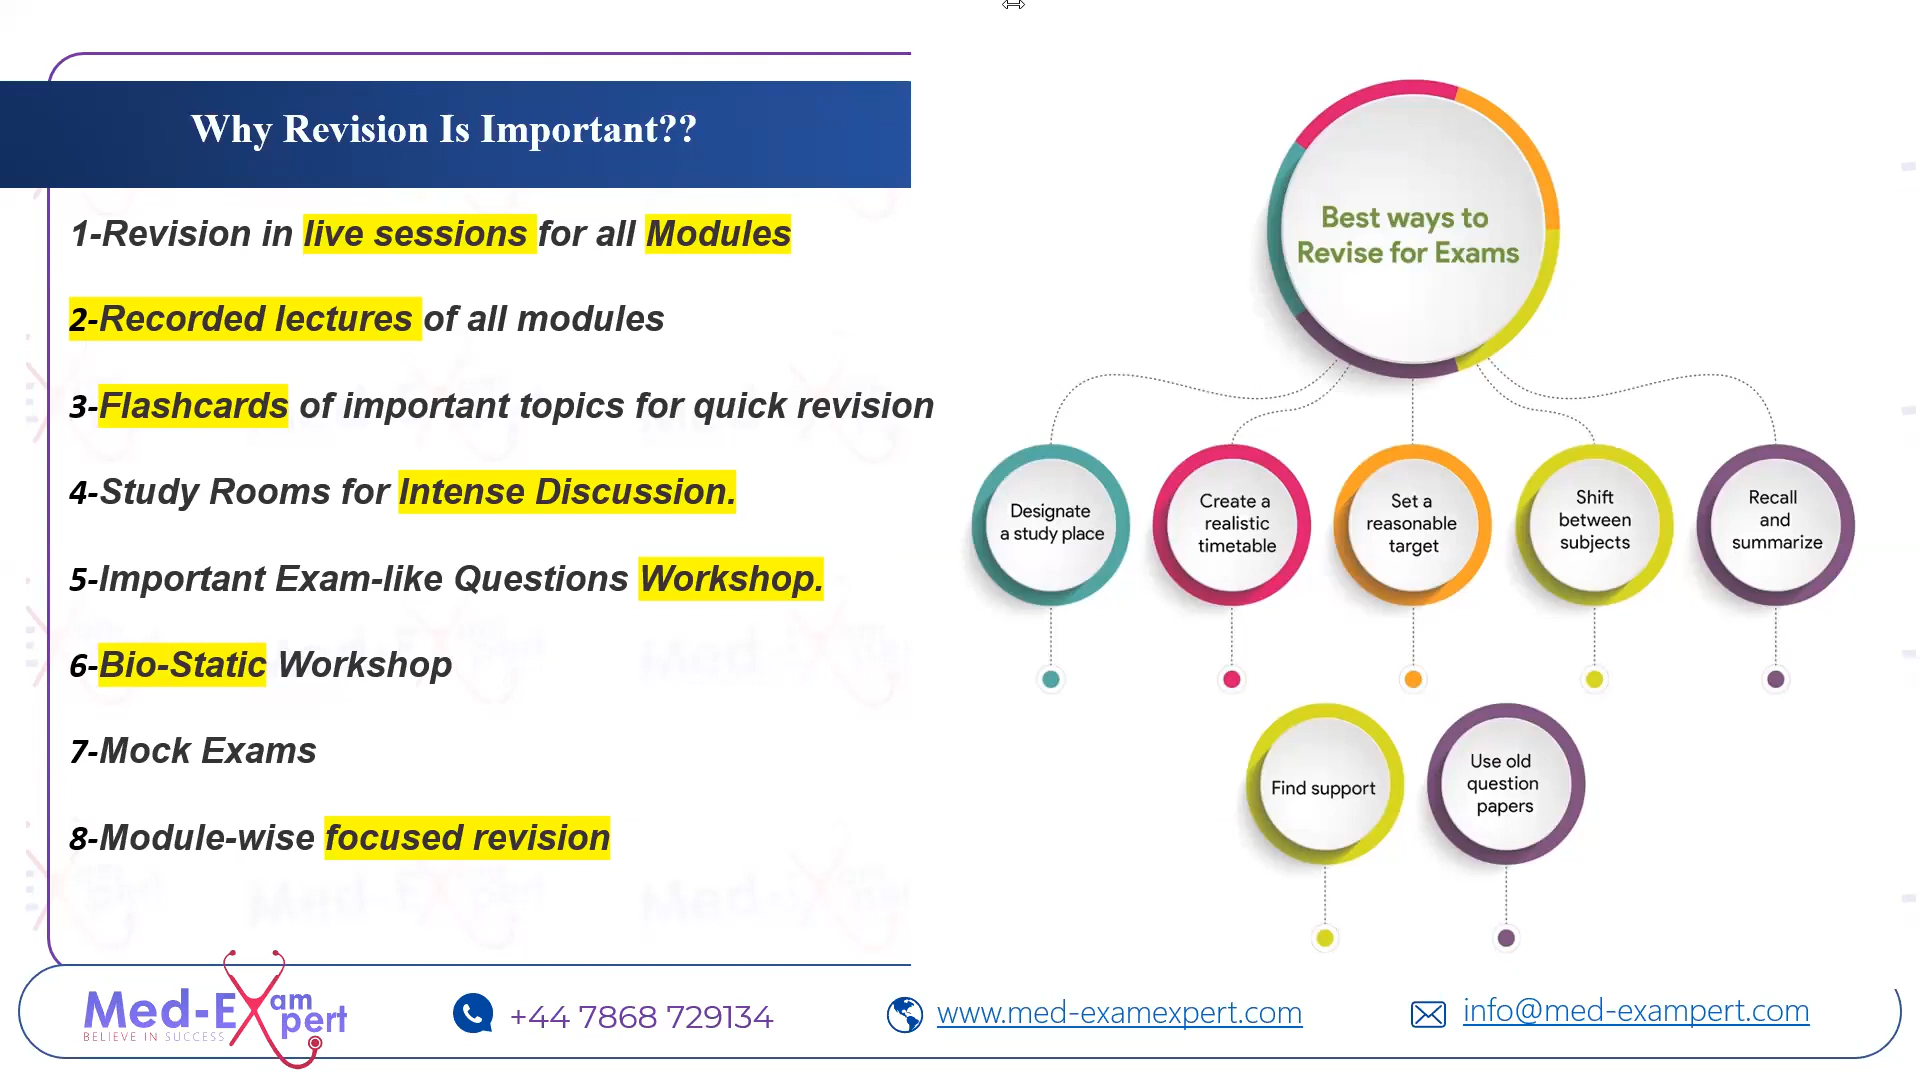 Why Revision Is Important??
1-Revision in live sessions for all Modules
2-Recorded lectures of all modules
3-Flashcards of important topics for quick revision
4-Study Rooms for Intense Discussion.
5-Important Exam-like Questions Workshop.
6-Bio-Static Workshop
7-Mock Exams
8-Module-wise focused revision
Best ways to
Revise for Exams
Designate
a study place
Create a
realistic
timetable
Set a
reasonable
target
Shift
between
subjects
Recall
and
summarize
Find support
Use old
question
papers
Med-Exam pert
BELIEVE IN SUCCESS
+44 7868 729134
www.med-examexpert.com
info@med-exampert.com